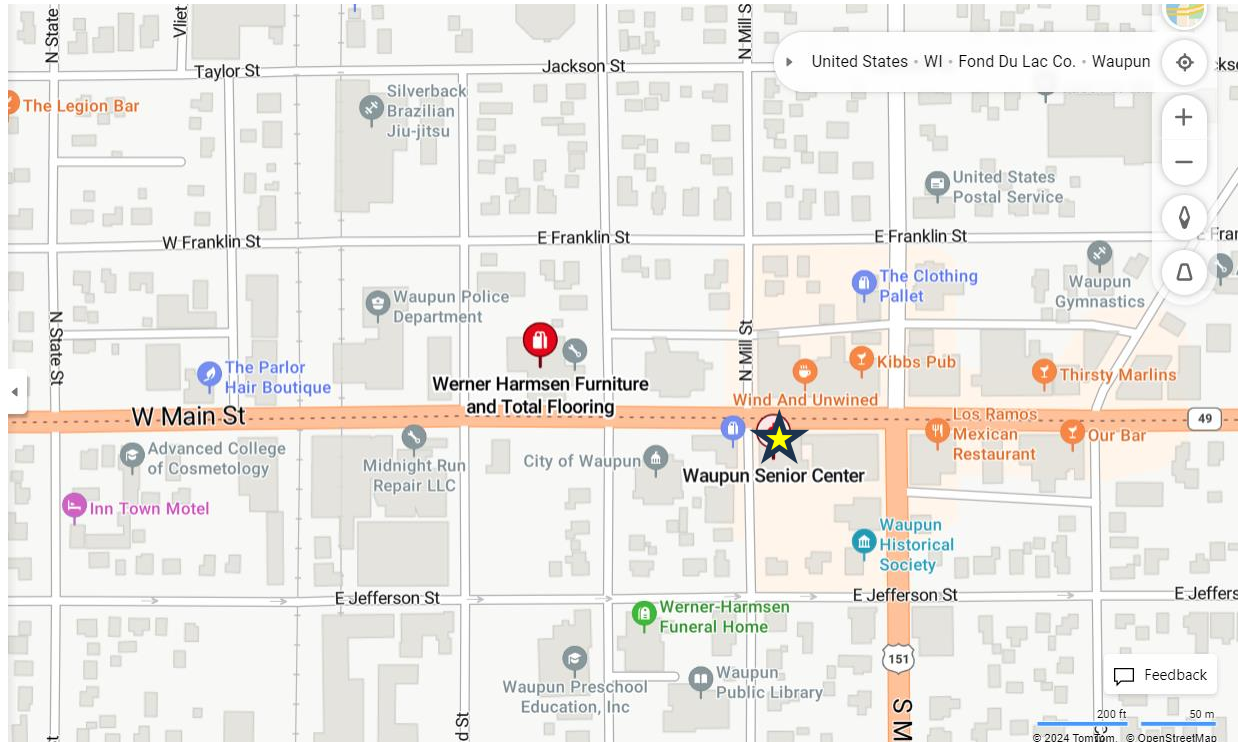 N State
Vliet
N Mill S
Taylor St
Jackson St
United States • WI • Fond Du Lac Co. • Waupun
The Legion Bar
Silverback
Brazilian
Jiu-jitsu
+
−
United States
Postal Service
W Franklin St
E Franklin St
E Franklin St
E Fran
The Clothing
Pallet
Waupun
Gymnastics
Waupun Police
Department
N State St
N Mill St
The Parlor
Hair Boutique
Kibbs Pub
Thirsty Marlins
Werner Harmsen Furniture
and Total Flooring
Wind And Unwined
W Main St
49
Los Ramos
Mexican
Restaurant
Our Bar
Advanced College
of Cosmetology
Midnight Run
Repair LLC
City of Waupun
Waupun Senior Center
Inn Town Motel
Waupun
Historical
Society
E Jefferson St
E Jefferson St
E Jeffers
Werner-Harmsen
Funeral Home
151
Waupun Preschool
Education, Inc
Waupun
Public Library
Feedback
d St
S M
200 ft
50 m
© 2024 TomTom, © OpenStreetMap